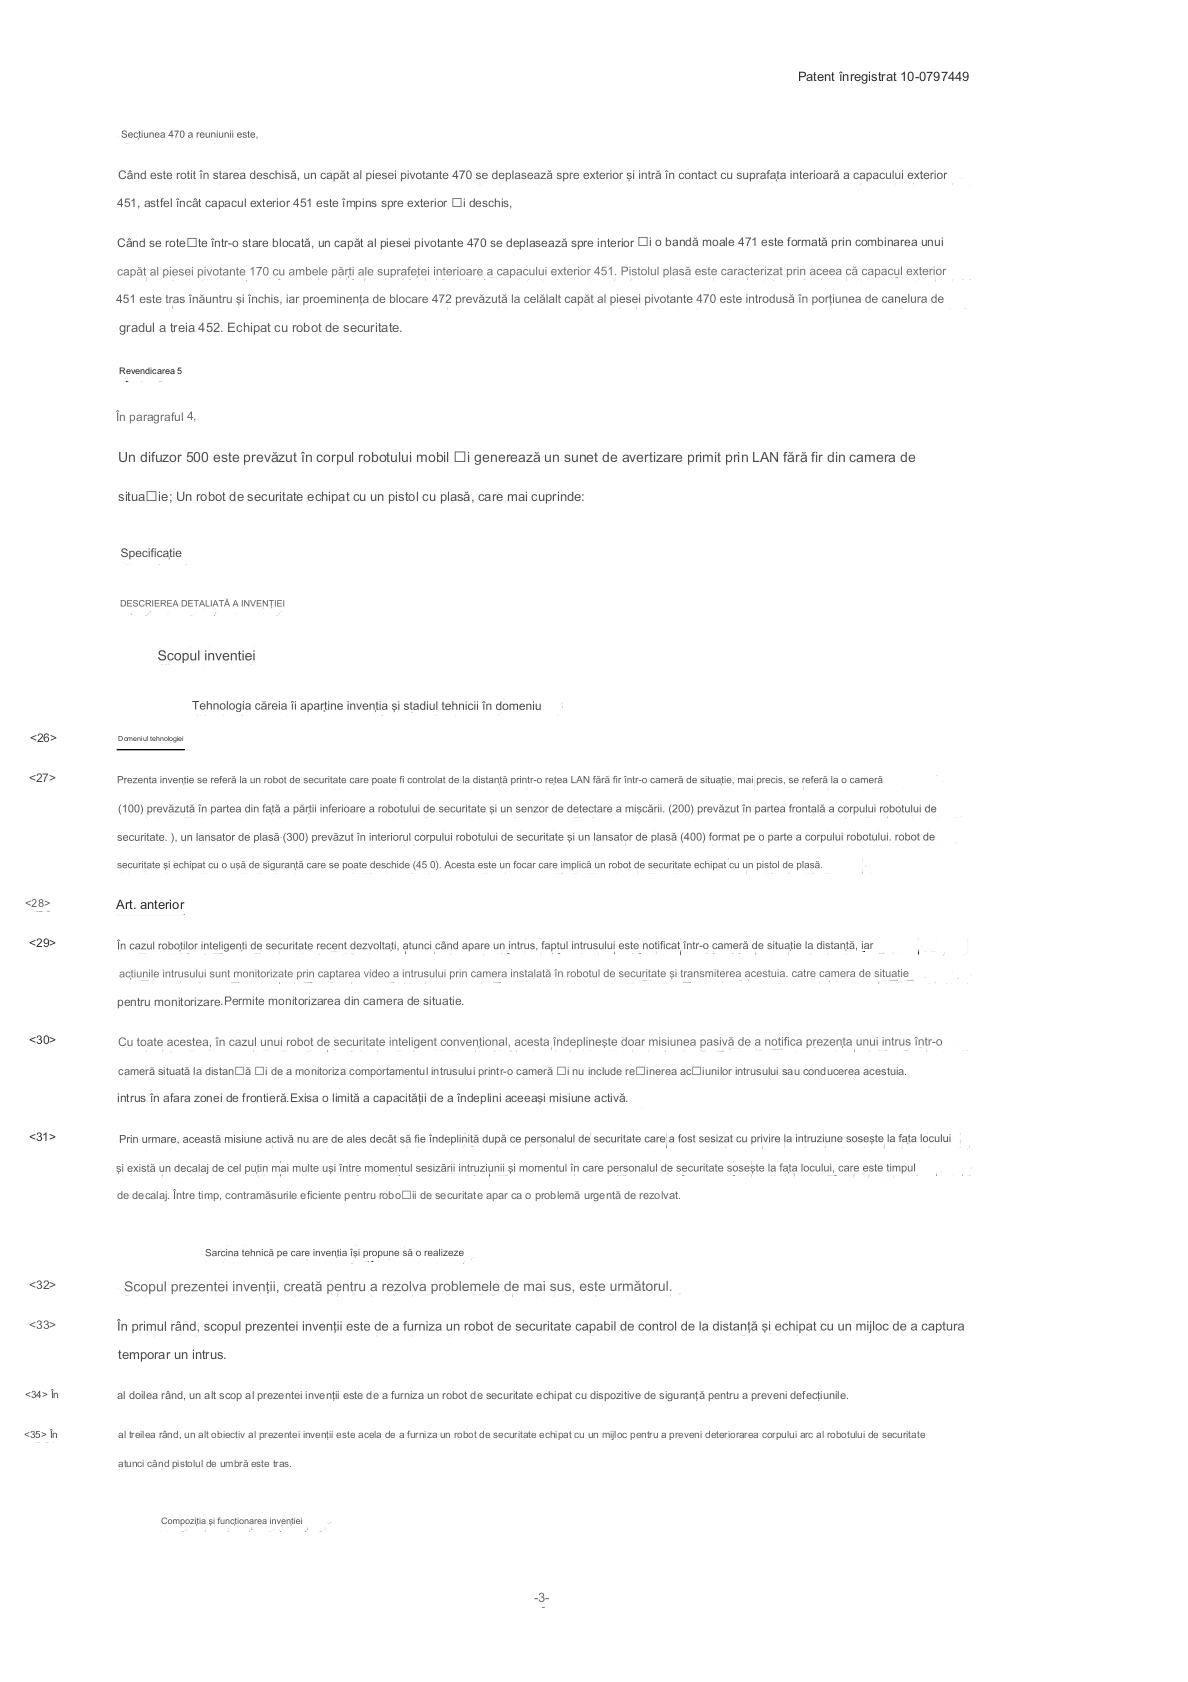 Patent înregistrat 10-0797449
Secțiunea 470 a reuniunii este,
Când este rotit în starea deschisă, un capăt al piesei pivotante 470 se deplasează spre exterior și intră în contact cu suprafața interioară a capacului exterior
451, astfel încât capacul exterior 451 este împins spre exterior □i deschis,
Când se rote□te într-o stare blocată, un capăt al piesei pivotante 470 se deplasează spre interior □i o bandă moale 471 este formată prin combinarea unui
capăt al piesei pivotante 170 cu ambele părți ale suprafeței interioare a capacului exterior 451. Pistolul plasă este caracterizat prin aceea că capacul exterior
451 este tras înăuntru și închis, iar proeminența de blocare 472 prevăzută la celălalt capăt al piesei pivotante 470 este introdusă în porțiunea de canelura de
gradul a treia 452. Echipat cu robot de securitate.
Revendicarea 5
În paragraful 4,
Un difuzor 500 este prevăzut în corpul robotului mobil □i generează un sunet de avertizare primit prin LAN fără fir din camera de
situa□ie; Un robot de securitate echipat cu un pistol cu plasă, care mai cuprinde:
Specificație
DESCRIEREA DETALIATĂ A INVENȚIEI
Scopul inventiei
Tehnologia căreia îi aparține invenția și stadiul tehnicii în domeniu
<26> Domeniul tehnologiei
<27> Prezenta invenție se referă la un robot de securitate care poate fi controlat de la distanță printr-o rețea LAN fără fir într-o cameră de situație, mai precis, se referă la o cameră
(100) prevăzută în partea din față a părții inferioare a robotului de securitate și un senzor de detectare a mișcării. (200) prevăzut în partea frontală a corpului robotului de
securitate. ), un lansator de plasă (300) prevăzut în interiorul corpului robotului de securitate și un lansator de plasă (400) format pe o parte a corpului robotului. robot de
securitate și echipat cu o ușă de siguranță care se poate deschide (45 0). Acesta este un focar care implică un robot de securitate echipat cu un pistol de plasă.
<28> Art. anterior
<29> În cazul roboților inteligenți de securitate recent dezvoltați, atunci când apare un intrus, faptul intrusului este notificat într-o cameră de situație la distanță, iar
acțiunile intrusului sunt monitorizate prin captarea video a intrusului prin camera instalată în robotul de securitate și transmiterea acestuia. catre camera de situatie
pentru monitorizare.Permite monitorizarea din camera de situatie.
<30> Cu toate acestea, în cazul unui robot de securitate inteligent convențional, acesta îndeplinește doar misiunea pasivă de a notifica prezența unui intrus într-o
cameră situată la distan□ă □i de a monitoriza comportamentul intrusului printr-o cameră □i nu include re□inerea ac□iunilor intrusului sau conducerea acestuia.
intrus în afara zonei de frontieră.Exisa o limită a capacității de a îndeplini aceeași misiune activă.
<31> Prin urmare, această misiune activă nu are de ales decât să fie îndeplinită după ce personalul de securitate care a fost sesizat cu privire la intruziune sosește la fața locului
și există un decalaj de cel puțin mai multe uși între momentul sesizării intruziunii și momentul în care personalul de securitate sosește la fața locului, care este timpul
de decalaj. Între timp, contramăsurile eficiente pentru robo□ii de securitate apar ca o problemă urgentă de rezolvat.
Sarcina tehnică pe care invenția își propune să o realizeze
<32> Scopul prezentei invenții, creată pentru a rezolva problemele de mai sus, este următorul.
<33> În primul rând, scopul prezentei invenții este de a furniza un robot de securitate capabil de control de la distanță și echipat cu un mijloc de a captura
temporar un intrus.
<34> În al doilea rând, un alt scop al prezentei invenții este de a furniza un robot de securitate echipat cu dispozitive de siguranță pentru a preveni defecțiunile.
<35> În al treilea rând, un alt obiectiv al prezentei invenții este acela de a furniza un robot de securitate echipat cu un mijloc pentru a preveni deteriorarea corpului arc al robotului de securitate
atunci când pistolul de umbră este tras.
Compoziția și funcționarea invenției
-3-